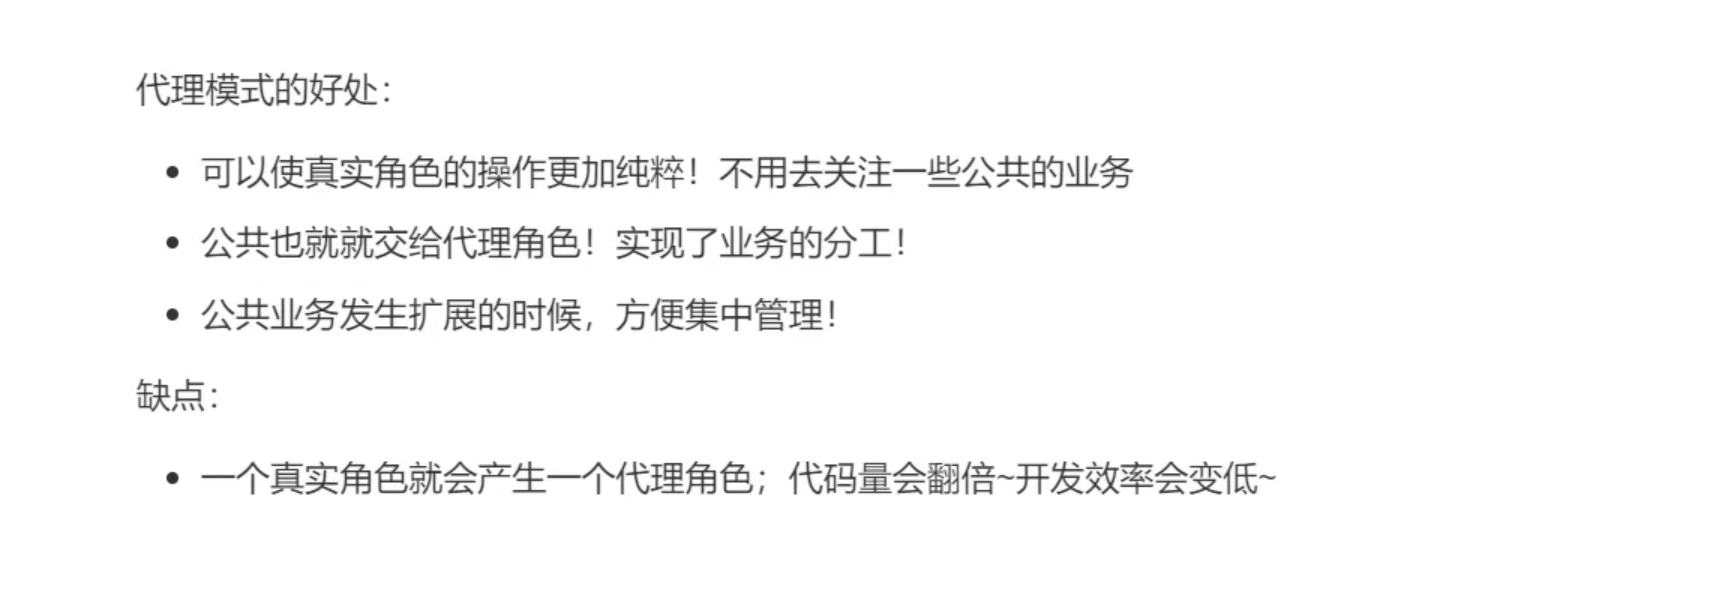 代理模式的好处：
• 可以使真实角色的操作更加纯粹！不用去关注一些公共的业务
• 公共也就就交给代理角色！实现了业务的分工！
• 公共业务发生扩展的时候，方便集中管理！
缺点：
• 一个真实角色就会产生一个代理角色；代码量会翻倍~开发效率会变低~